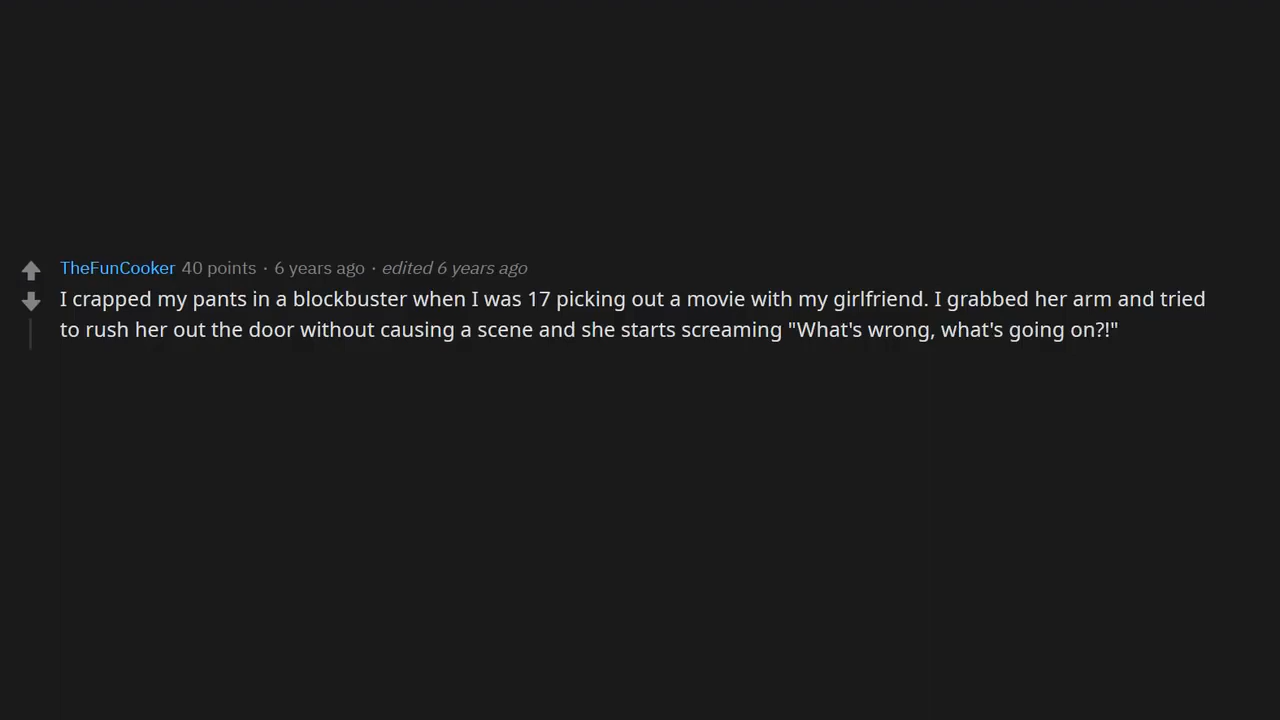 TheFunCooker 40 points · 6 years ago · edited 6 years ago
I crapped my pants in a blockbuster when I was 17 picking out a movie with my girlfriend. I grabbed her arm and tried
to rush her out the door without causing a scene and she starts screaming "What's wrong, what's going on?!"